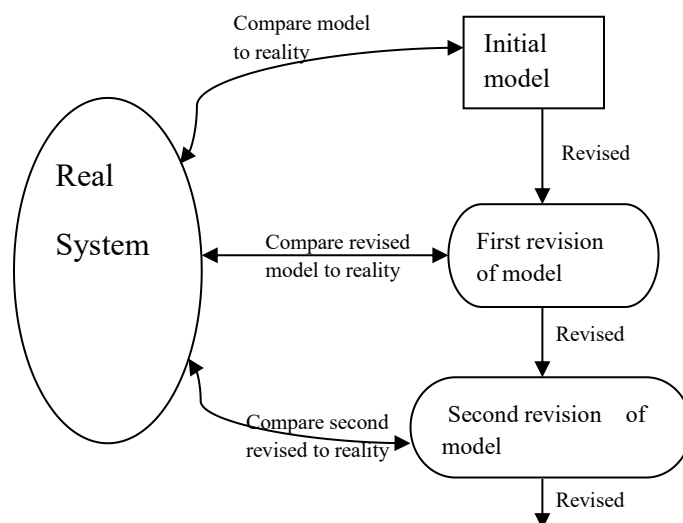 Compare model
to reality
Initial
model
Revised
Real
System
Compare revised
model to reality
First revision
of model
Revised
Compare second
revised to reality
Second revision of
model
Revised